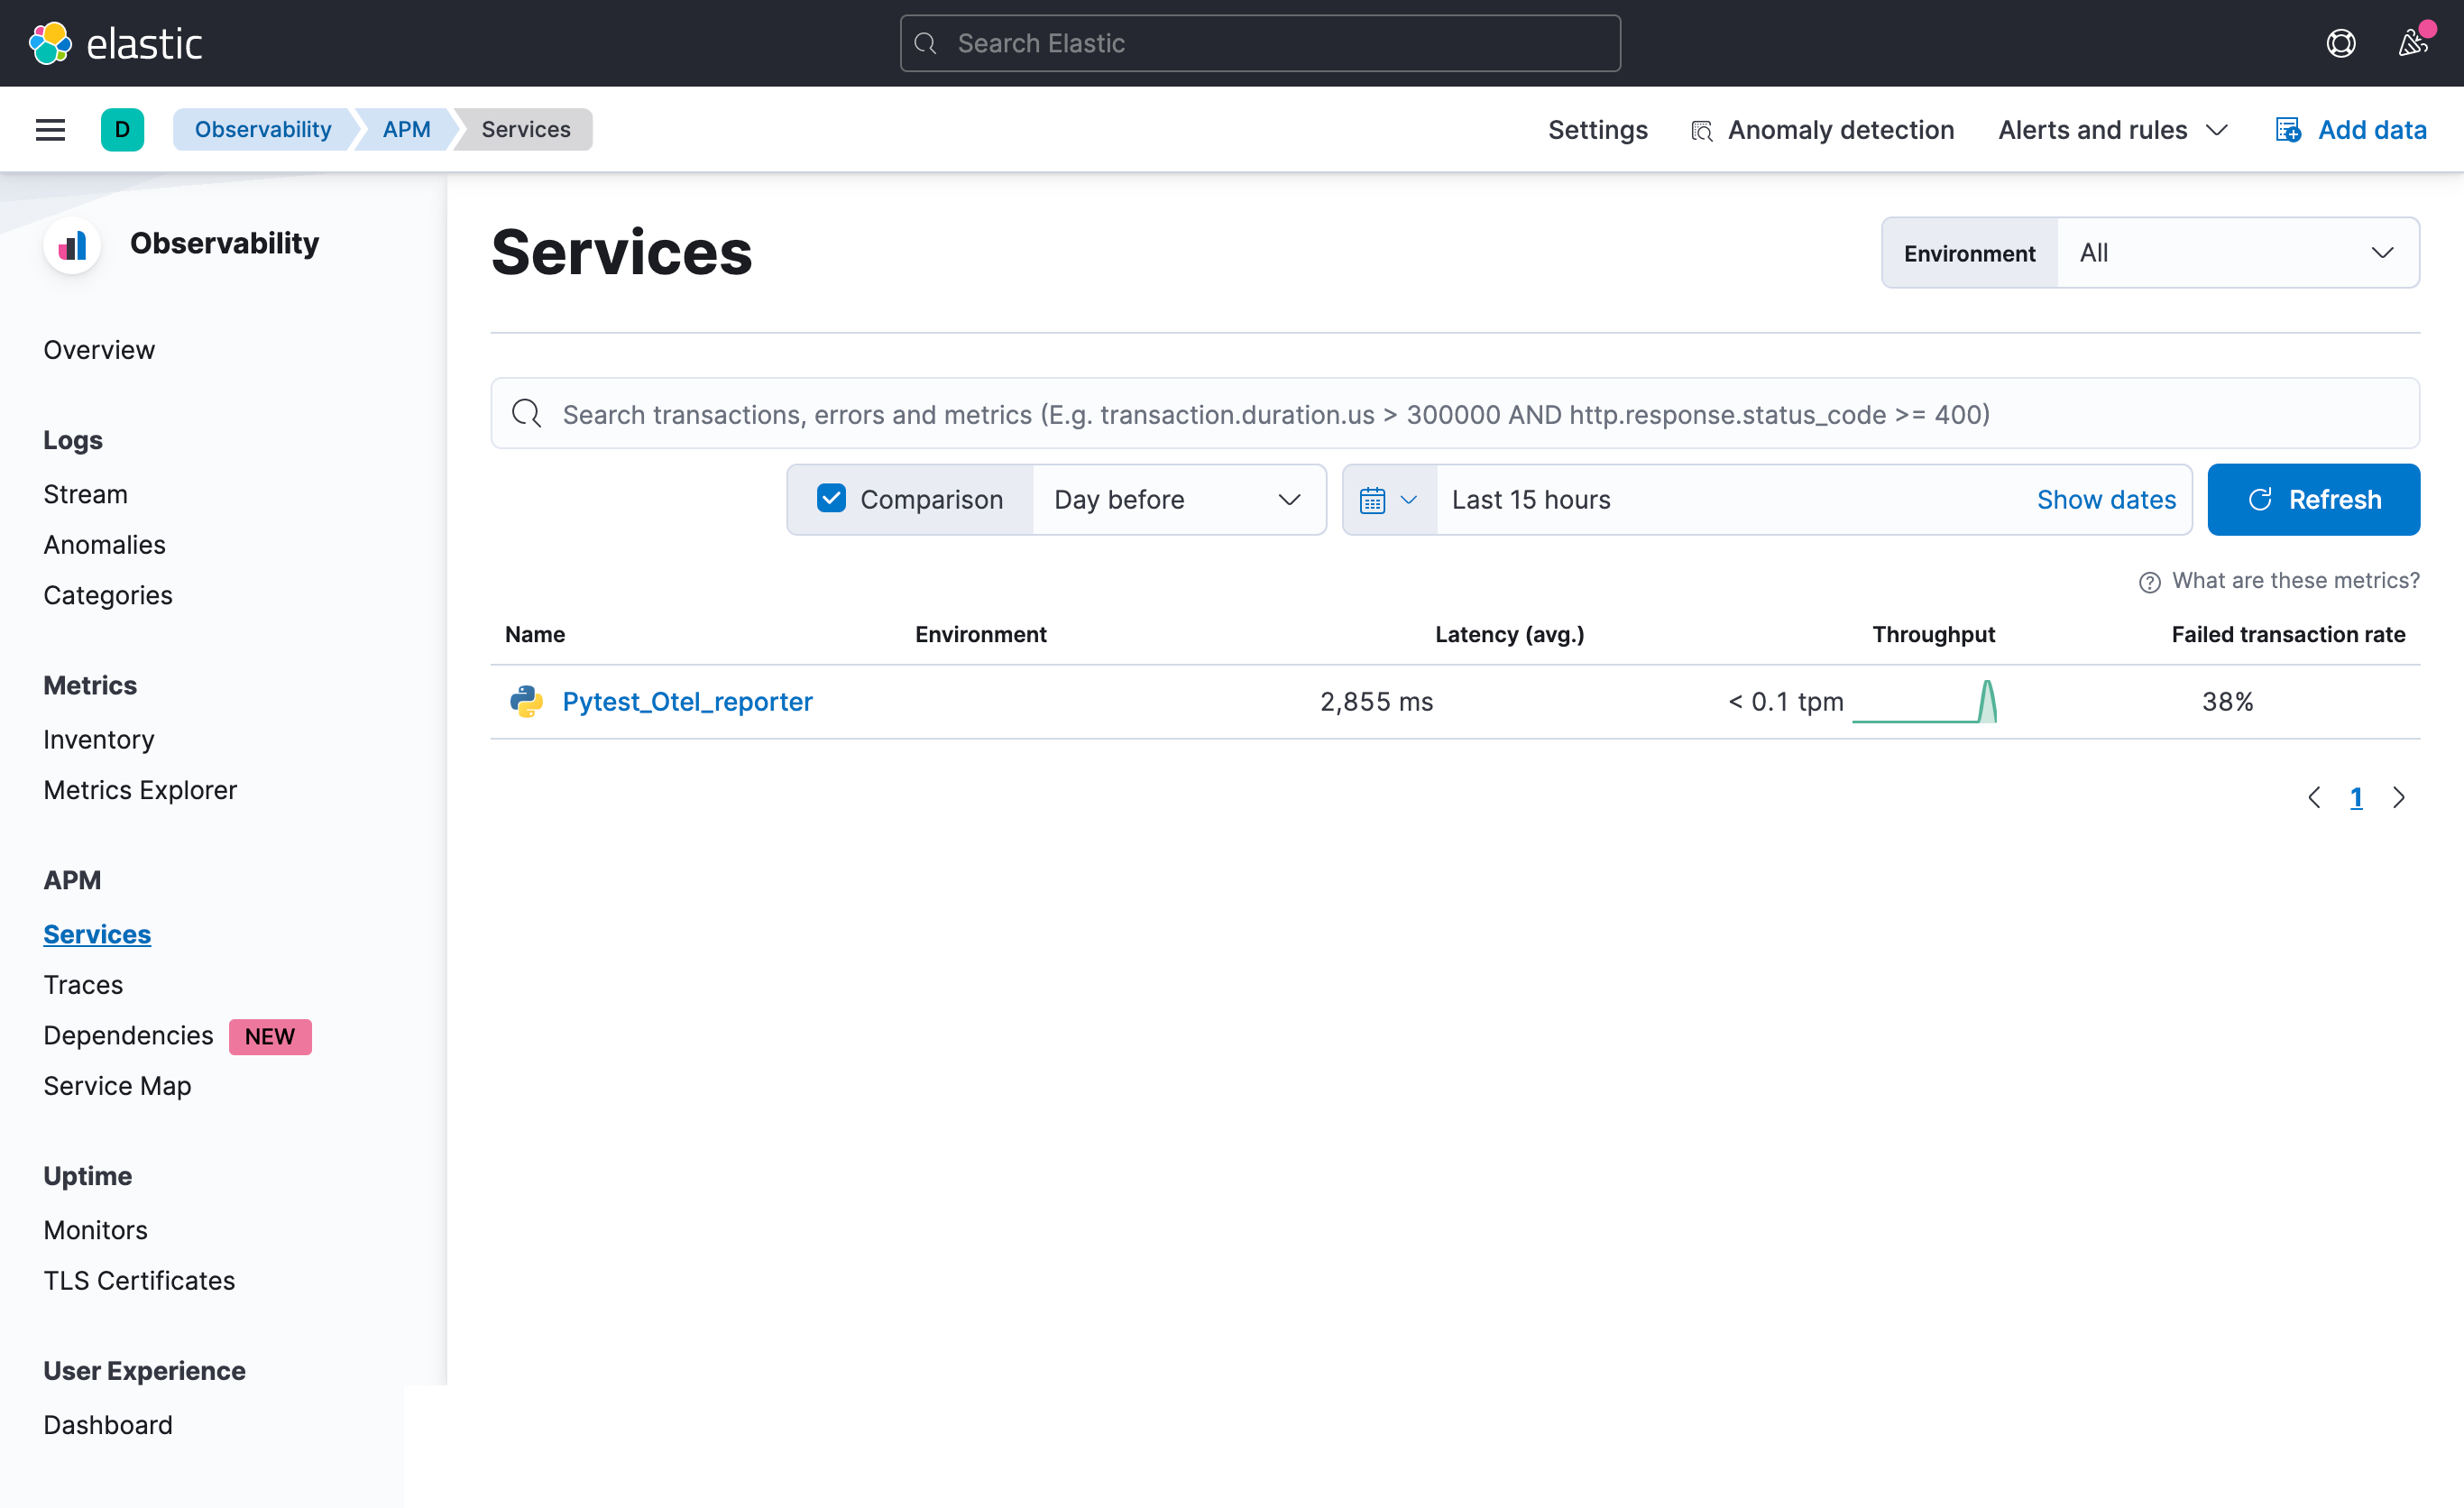 elastic
Search Elastic
D
Observability
APM
Services
Settings
Anomaly detection
Alerts and rules
Add data
Observability
Overview
Logs
Stream
Anomalies
Categories
Metrics
Inventory
Metrics Explorer
APM
Services
Traces
Dependencies NEW
Service Map
Uptime
Monitors
TLS Certificates
User Experience
Dashboard
Services
Environment All
Search transactions, errors and metrics (E.g. transaction.duration.us > 300000 AND http.response.status_code >= 400)
Comparison Day before
Last 15 hours Show dates
Refresh
What are these metrics?
Name Environment Latency (avg.) Throughput Failed transaction rate
Pytest_Otel_reporter 2,855 ms < 0.1 tpm 38%
1